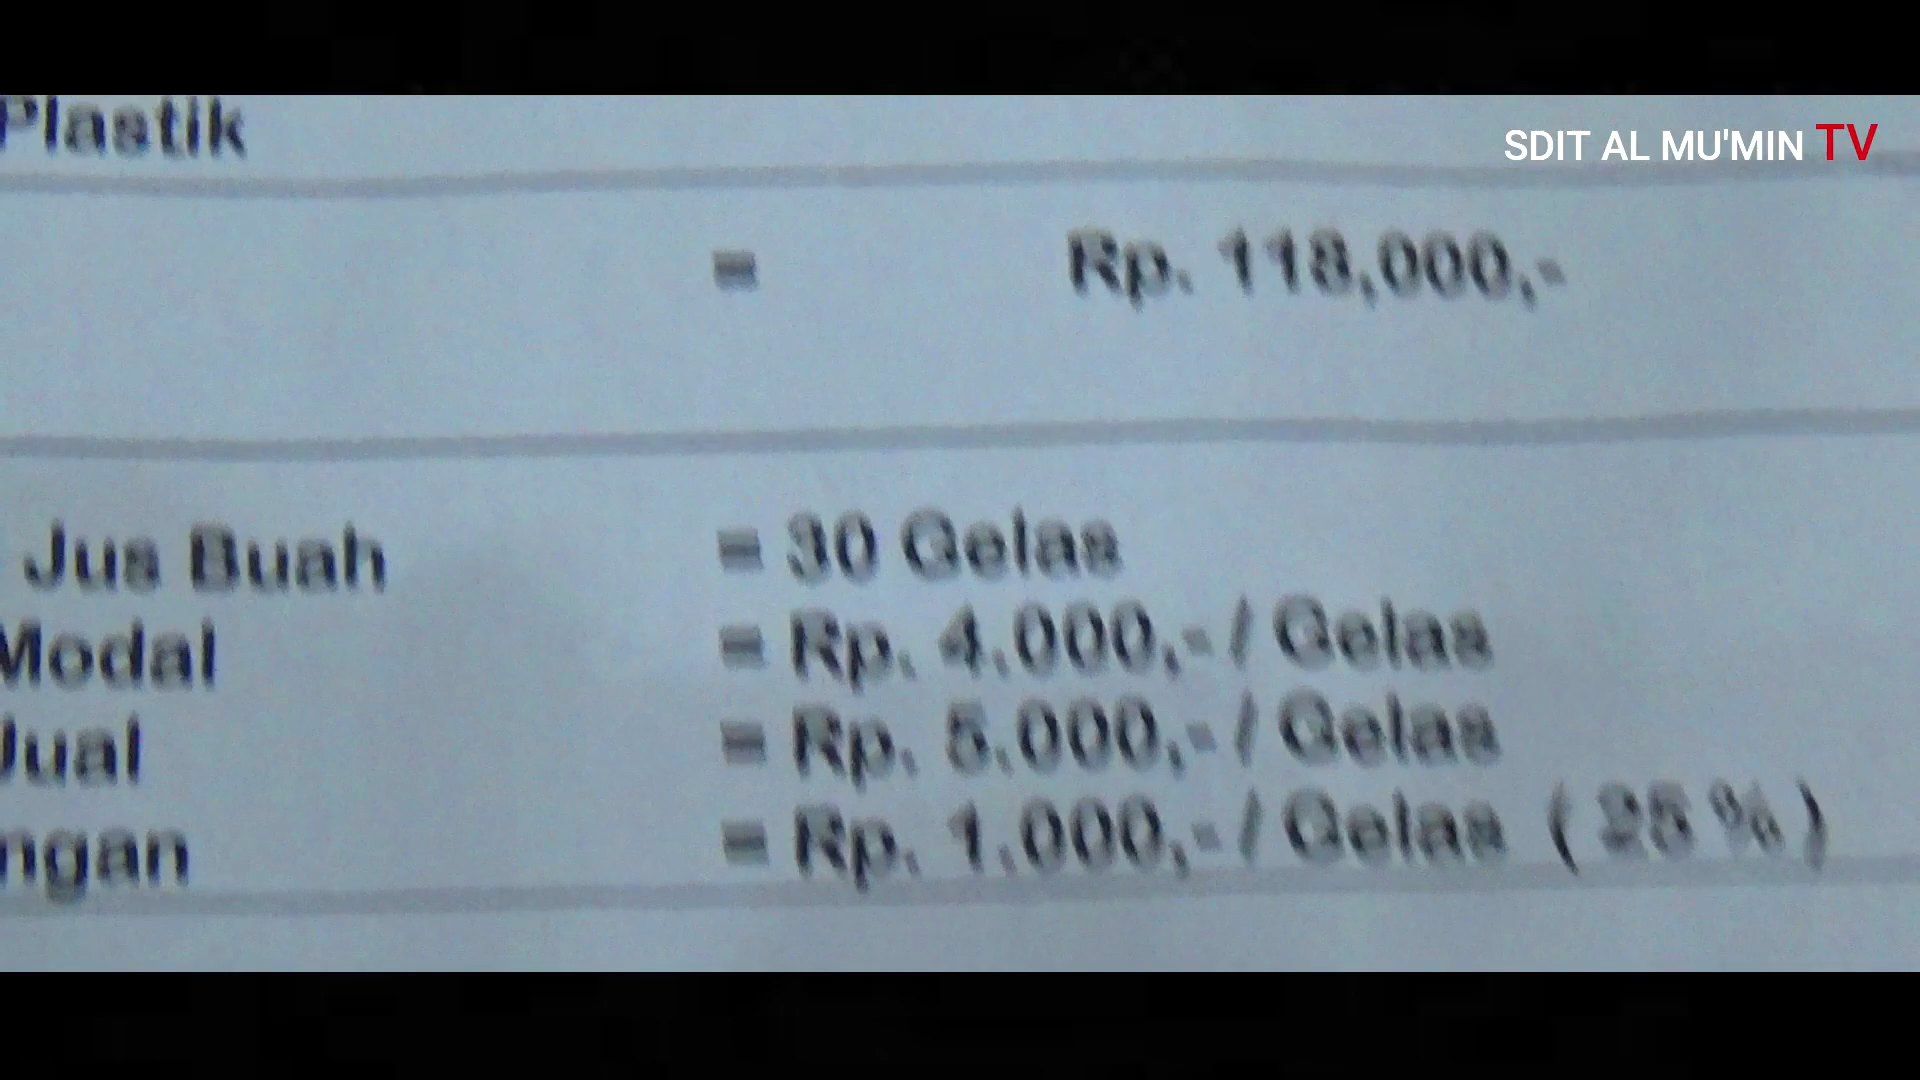 Plastik
SDIT AL MU'MIN TV
= Rp. 118,000,-
Jus Buah = 30 Gelas
Modal = Rp. 4.000,- / Gelas
Jual = Rp. 5.000,- / Gelas
ngan = Rp. 1.000,- / Gelas ( 25 % )